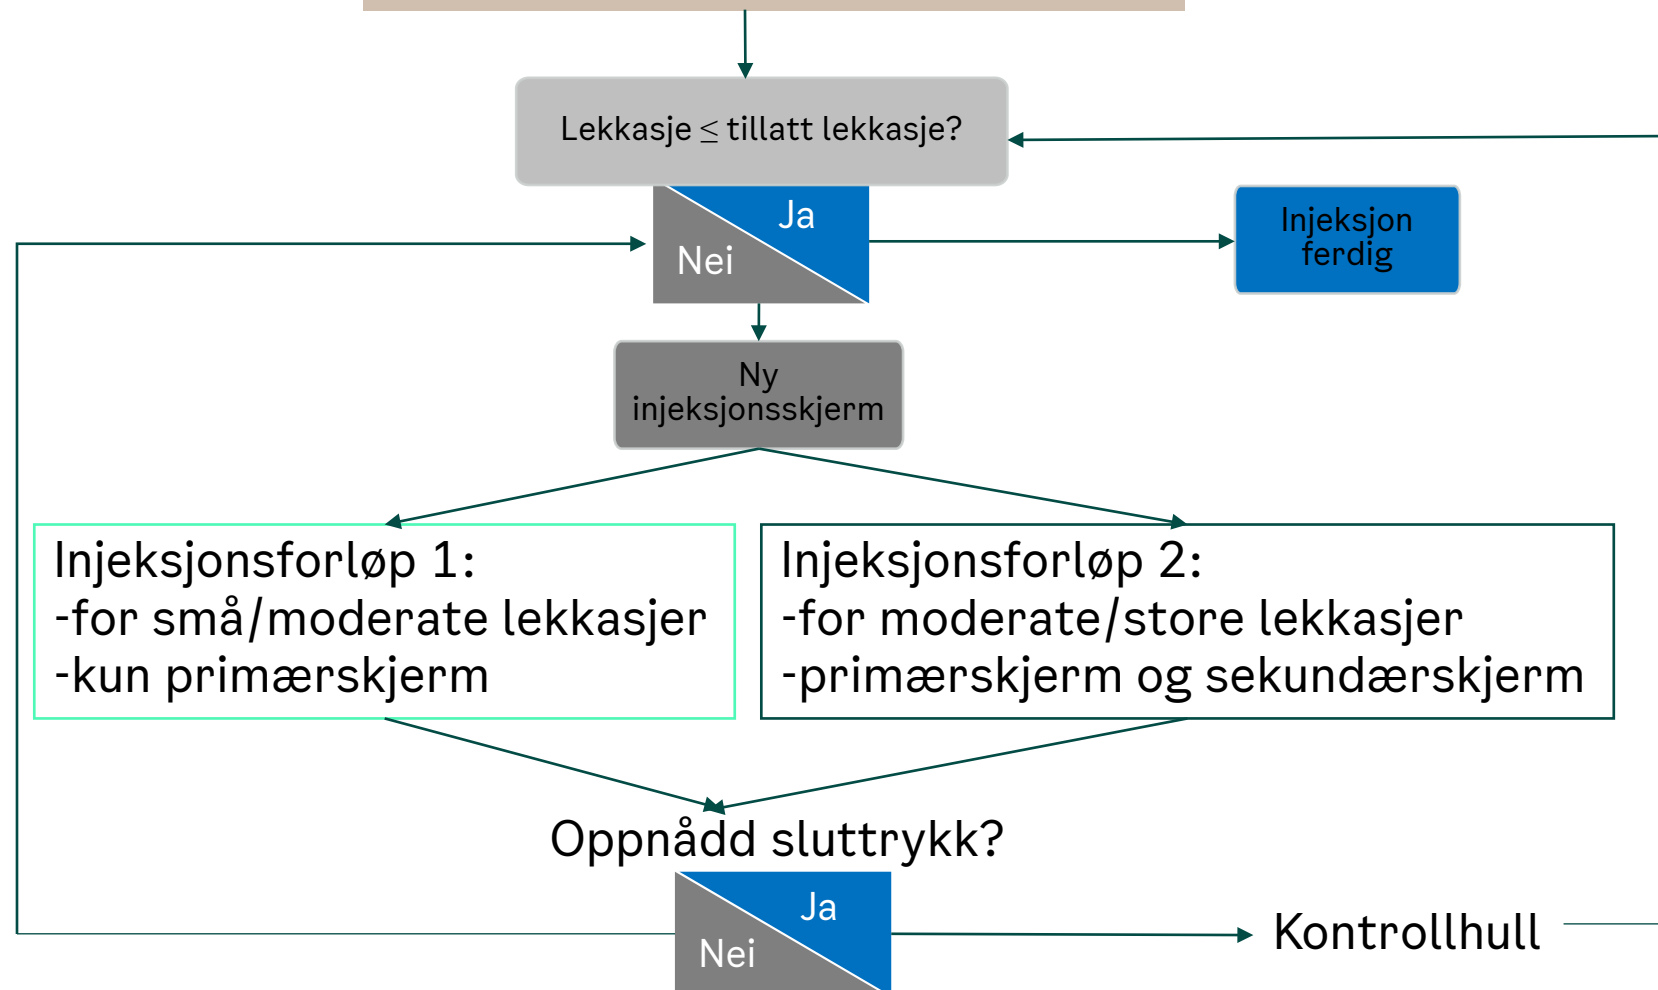 Lekkasje ≤ tillatt lekkasje?
Ja
Nei
Injeksjon
ferdig
Ny
injeksjonsskjerm
Injeksjonsforløp 1:
-for små/moderate lekkasjer
-kun primærskjerm
Injeksjonsforløp 2:
-for moderate/store lekkasjer
-primærskjerm og sekundærskjerm
Oppnådd sluttrykk?
Ja
Nei
Kontrollhull